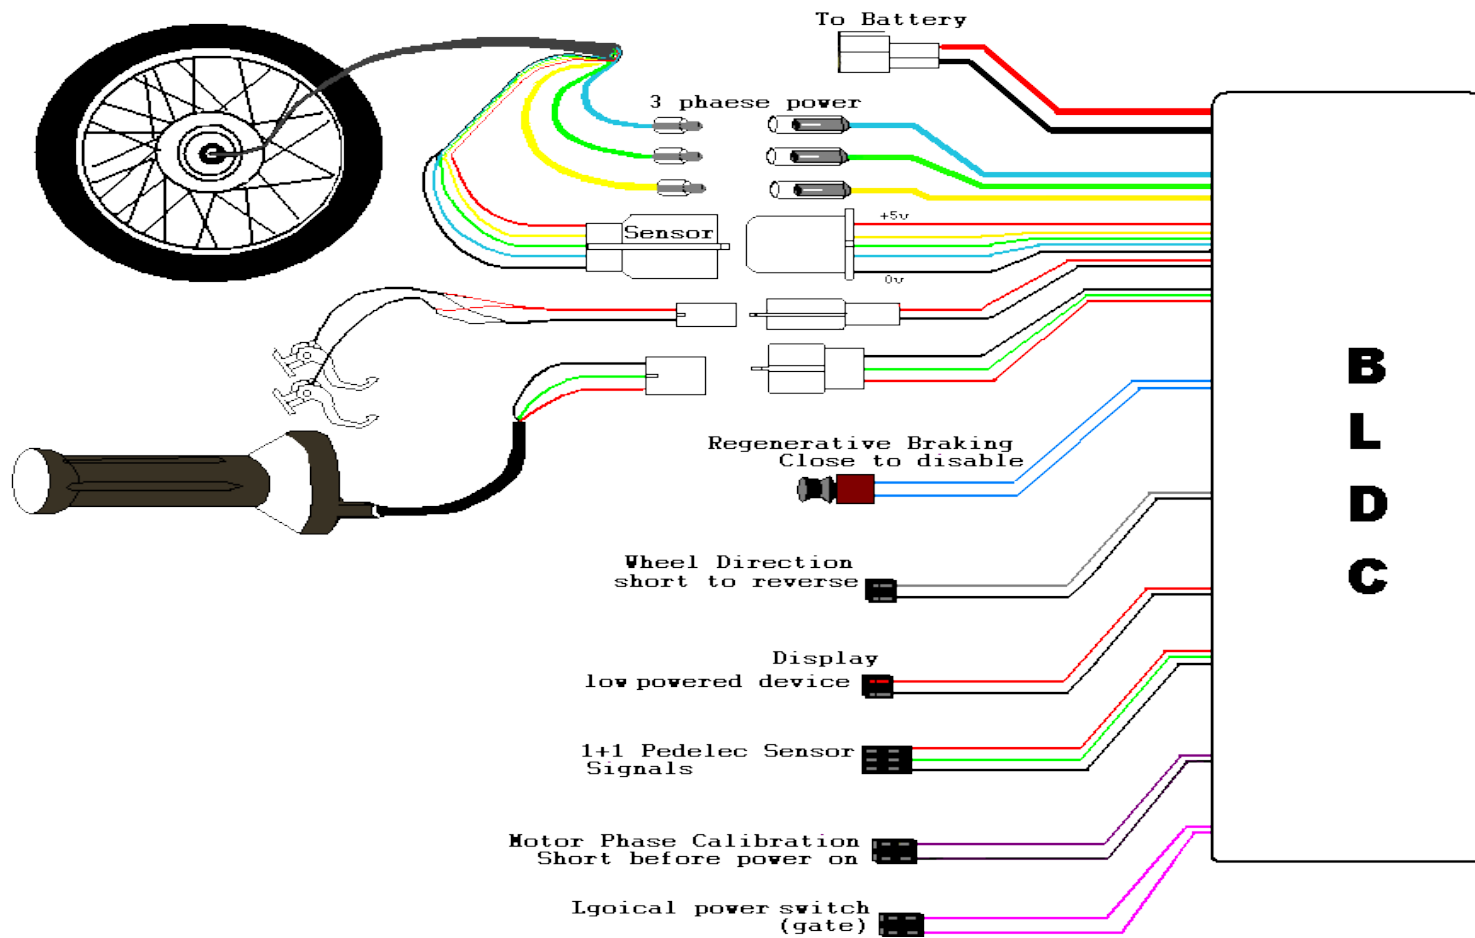 To Battery
3 phaese power
+5v
Sensor
0v
Regenerative Braking
Close to disable
Wheel Direction
short to reverse
Display
low powered device
1+1 Pedelec Sensor
Signals
Motor Phase Calibration
Short before power on
Lgoical power switch
(gate)
B
L
D
C